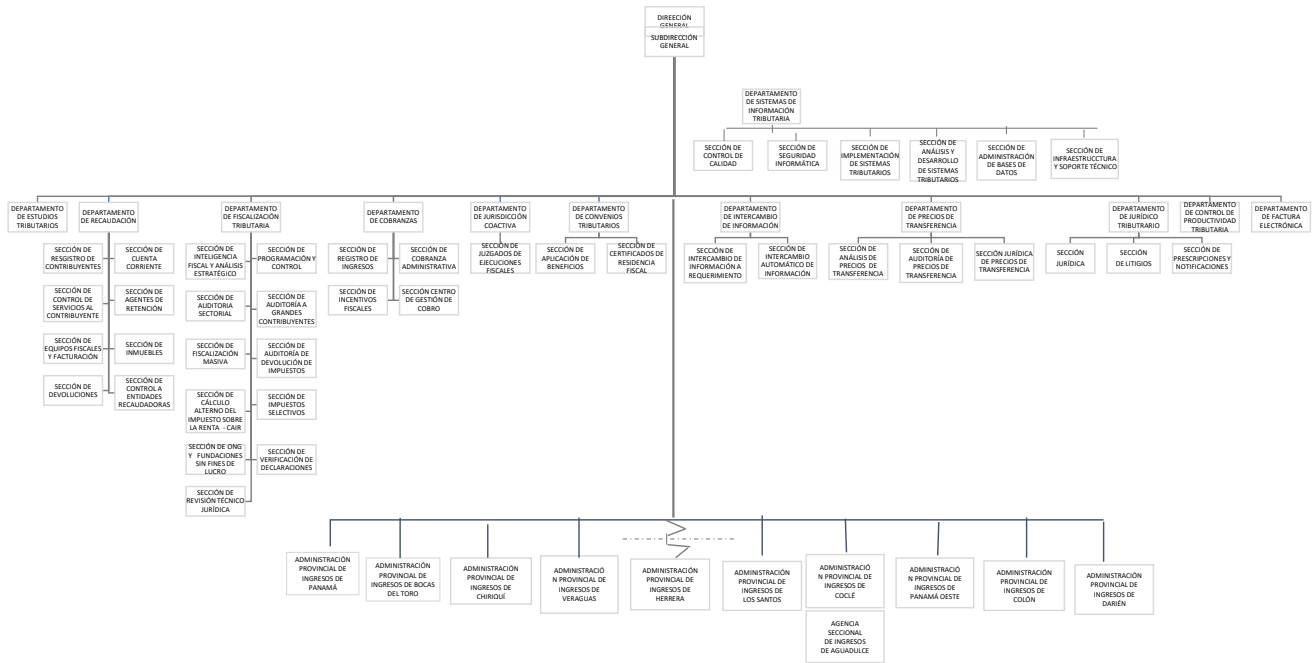 DIREECIÓN
GENERAL
SUBDIRECCIÓN
GENERAL
DEPARTAMENTO
DE SISTEMAS DE
INFORMACIÓN
TRIBUTARIA
SECCIÓN DE
CONTROL DE
CALIDAD
SECCIÓN DE
SEGURIDAD
INFORMÁTICA
SECCIÓN DE
IMPLEMENTACIÓN
DE SISTEMAS
TRIBUTARIOS
SECCIÓN DE
ANÁLISIS Y
DESARROLLO
DE SISTEMAS
TRIBUTARIOS
SECCIÓN DE
ADMINISTRACIÓN
DE BASES DE
DATOS
SECCIÓN DE
INFRAESTRUCCTURA
Y SOPORTE TÉCNICO
DEPARTAMENTO
DE ESTUDIOS
TRIBUTARIOS
DEPARTAMENTO
DE RECAUDACIÓN
DEPARTAMENTO
DE FISCALIZACIÓN
TRIBUTARIA
DEPARTAMENTO
DE COBRANZAS
DEPARTAMENTO
DE JURISDICCIÓN
COACTIVA
DEPARTAMENTO
DE CONVENIOS
TRIBUTARIOS
DEPARTAMENTO
DE INTERCAMBIO
DE INFORMACIÓN
DEPARTAMENTO
DE PRECIOS DE
TRANSFERENCIA
DEPARTAMENTO
DE JURÍDICO
TRIBUTRARIO
DEPARTAMENTO
DE CONTROL DE
PRODUCTIVIDAD
TRIBUTARIA
DEPARTAMENTO
DE FACTURA
ELECTRÓNICA
SECCIÓN DE
RESGISTRO DE
CONTRIBUYENTES
SECCIÓN DE
CUENTA
CORRIENTE
SECCIÓN DE
CONTROL DE
SERVICIOS AL
CONTRIBUYENTE
SECCIÓN DE
AGENTES DE
RETENCIÓN
SECCIÓN DE
EQUIPOS FISCALES
Y FACTURACIÓN
SECCIÓN DE
INMUEBLES
SECCIÓN DE
DEVOLUCIONES
SECCIÓN DE
CONTROL A
ENTIDADES
RECAUDADORAS
SECCIÓN DE
INTELIGENCIA
FISCAL Y ANÁLISIS
ESTRATÉGICO
SECCIÓN DE
PROGRAMACIÓN Y
CONTROL
SECCIÓN DE
AUDITORIA
SECTORIAL
SECCIÓN DE
AUDITORÍA A
GRANDES
CONTRIBUYENTES
SECCIÓN DE
FISCALIZACIÓN
MASIVA
SECCIÓN DE
AUDITORÍA DE
DEVOLUCIÓN DE
IMPUESTOS
SECCIÓN DE
CÁLCULO
ALTERNO DEL
IMPUESTO SOBRE
LA RENTA - CAIR
SECCIÓN DE
IMPUESTOS
SELECTIVOS
SECCIÓN DE ONG
Y FUNDACIONES
SIN FINES DE
LUCRO
SECCIÓN DE
VERIFICACIÓN DE
DECLARACIONES
SECCIÓN DE
REVISIÓN TÉCNICO
JURÍDICA
SECCIÓN DE
REGISTRO DE
INGRESOS
SECCIÓN DE
COBRANZA
ADMINISTRATIVA
SECCIÓN DE
INCENTIVOS
FISCALES
SECCIÓN CENTRO
DE GESTIÓN DE
COBRO
SECCIÓN DE
JUZGADOS DE
EJECUCIONES
FISCALES
SECCIÓN DE
APLICACIÓN DE
BENEFICIOS
SECCIÓN DE
CERTIFICADOS DE
RESIDENCIA
FISCAL
SECCIÓN DE
INTERCAMBIO DE
INFORMACIÓN A
REQUERIMIENTO
SECCIÓN DE
INTERCAMBIO
AUTOMÁTICO DE
INFORMACIÓN
SECCIÓN DE
ANÁLISIS DE
PRECIOS DE
TRANSFERENCIA
SECCIÓN DE
AUDITORÍA DE
PRECIOS DE
TRANSFERENCIA
SECCIÓN JURÍDICA
DE PRECIOS DE
TRANSFERENCIA
SECCIÓN
JURÍDICA
SECCIÓN
DE LITIGIOS
SECCIÓN DE
PRESCRIPCIONES Y
NOTIFICACIONES
ADMINISTRACIÓN
PROVINCIAL DE
INGRESOS DE
PANAMÁ
ADMINISTRACIÓN
PROVINCIAL DE
INGRESOS DE BOCAS
DEL TORO
ADMINISTRACIÓN
PROVINCIAL DE
INGRESOS DE
CHIRIQUÍ
ADMINISTRACIÓ
N PROVINCIAL DE
INGRESOS DE
VERAGUAS
ADMINISTRACIÓN
PROVINCIAL DE
INGRESOS DE
HERRERA
ADMINISTRACIÓN
PROVINCIAL DE
INGRESOS DE
LOS SANTOS
ADMINISTRACIÓ
N PROVINCIAL DE
INGRESOS DE
COCLÉ
ADMINISTRACIÓ
N PROVINCIAL DE
INGRESOS DE
PANAMÁ OESTE
ADMINISTRACIÓN
PROVINCIAL DE
INGRESOS DE
COLÓN
ADMINISTRACIÓN
PROVINCIAL DE
INGRESOS DE
DARIÉN
AGENCIA
SECCIONAL
DE INGRESOS
DE AGUADULCE